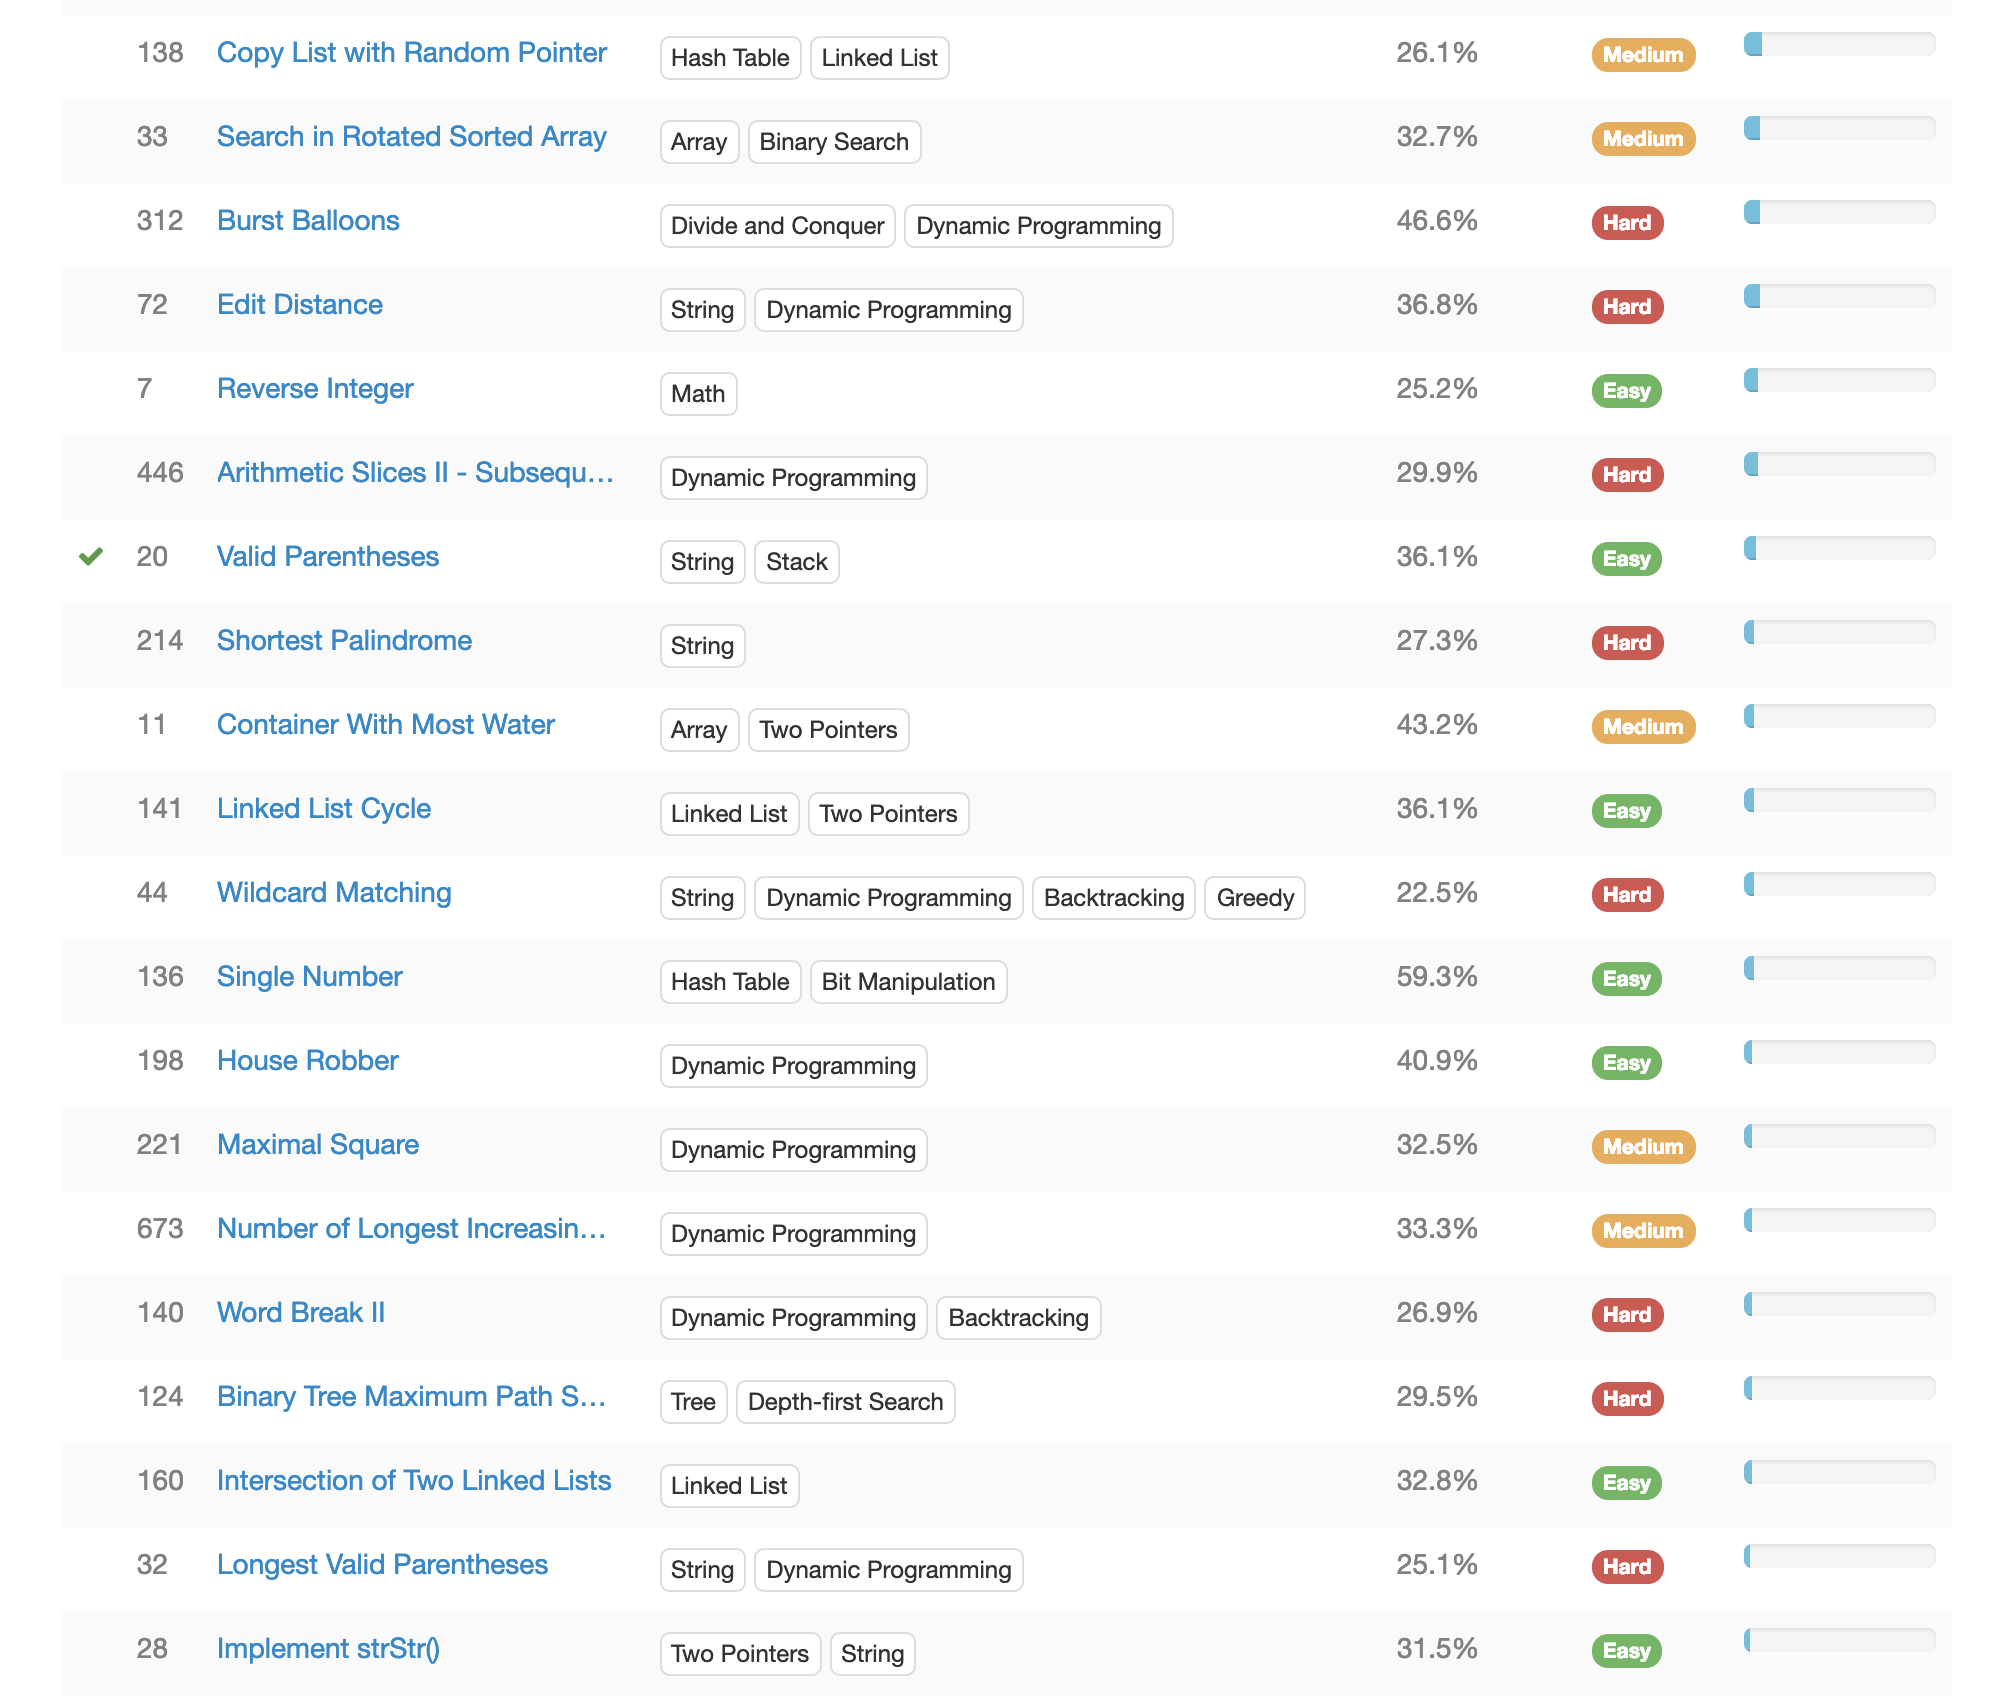 138 Copy List with Random Pointer Hash Table Linked List 26.1% Medium
33 Search in Rotated Sorted Array Array Binary Search 32.7% Medium
312 Burst Balloons Divide and Conquer Dynamic Programming 46.6% Hard
72 Edit Distance String Dynamic Programming 36.8% Hard
7 Reverse Integer Math 25.2% Easy
446 Arithmetic Slices II - Subsequ... Dynamic Programming 29.9% Hard
20 Valid Parentheses String Stack 36.1% Easy
214 Shortest Palindrome String 27.3% Hard
11 Container With Most Water Array Two Pointers 43.2% Medium
141 Linked List Cycle Linked List Two Pointers 36.1% Easy
44 Wildcard Matching String Dynamic Programming Backtracking Greedy 22.5% Hard
136 Single Number Hash Table Bit Manipulation 59.3% Easy
198 House Robber Dynamic Programming 40.9% Easy
221 Maximal Square Dynamic Programming 32.5% Medium
673 Number of Longest Increasin... Dynamic Programming 33.3% Medium
140 Word Break II Dynamic Programming Backtracking 26.9% Hard
124 Binary Tree Maximum Path S... Tree Depth-first Search 29.5% Hard
160 Intersection of Two Linked Lists Linked List 32.8% Easy
32 Longest Valid Parentheses String Dynamic Programming 25.1% Hard
28 Implement strStr() Two Pointers String 31.5% Easy